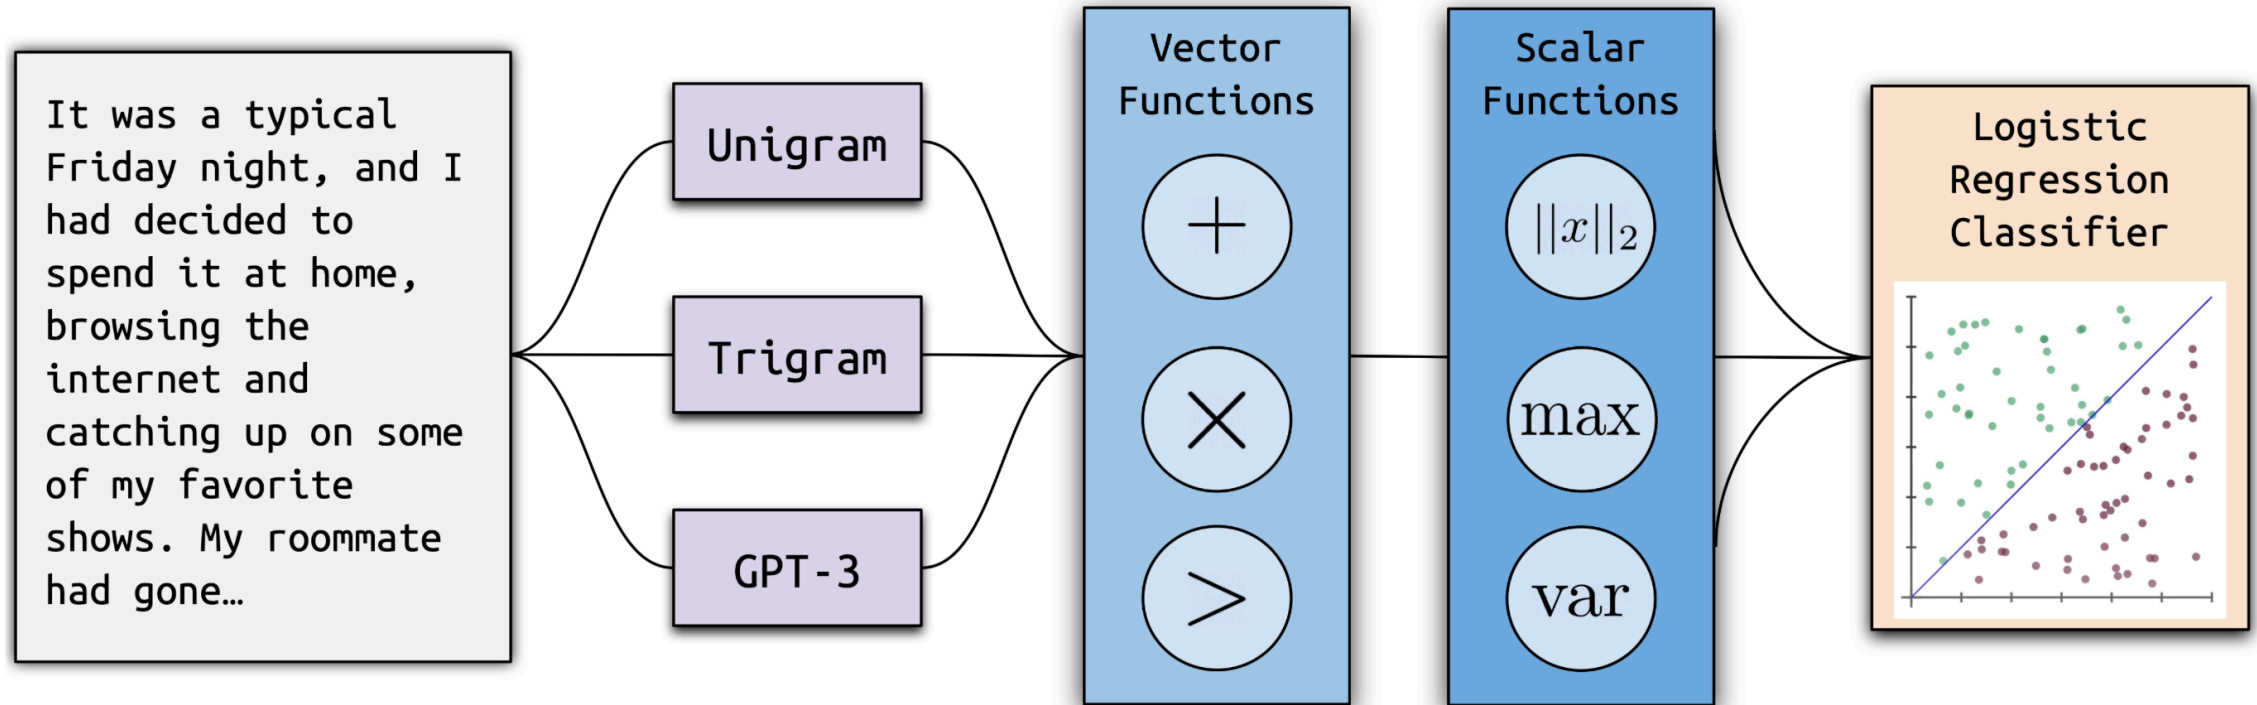 It was a typical
Friday night, and I
had decided to
spend it at home,
browsing the
internet and
catching up on some
of my favorite
shows. My roommate
had gone…
Unigram
Trigram
GPT-3
Vector
Functions
+
×
>
Scalar
Functions
||x||₂
max
var
Logistic
Regression
Classifier